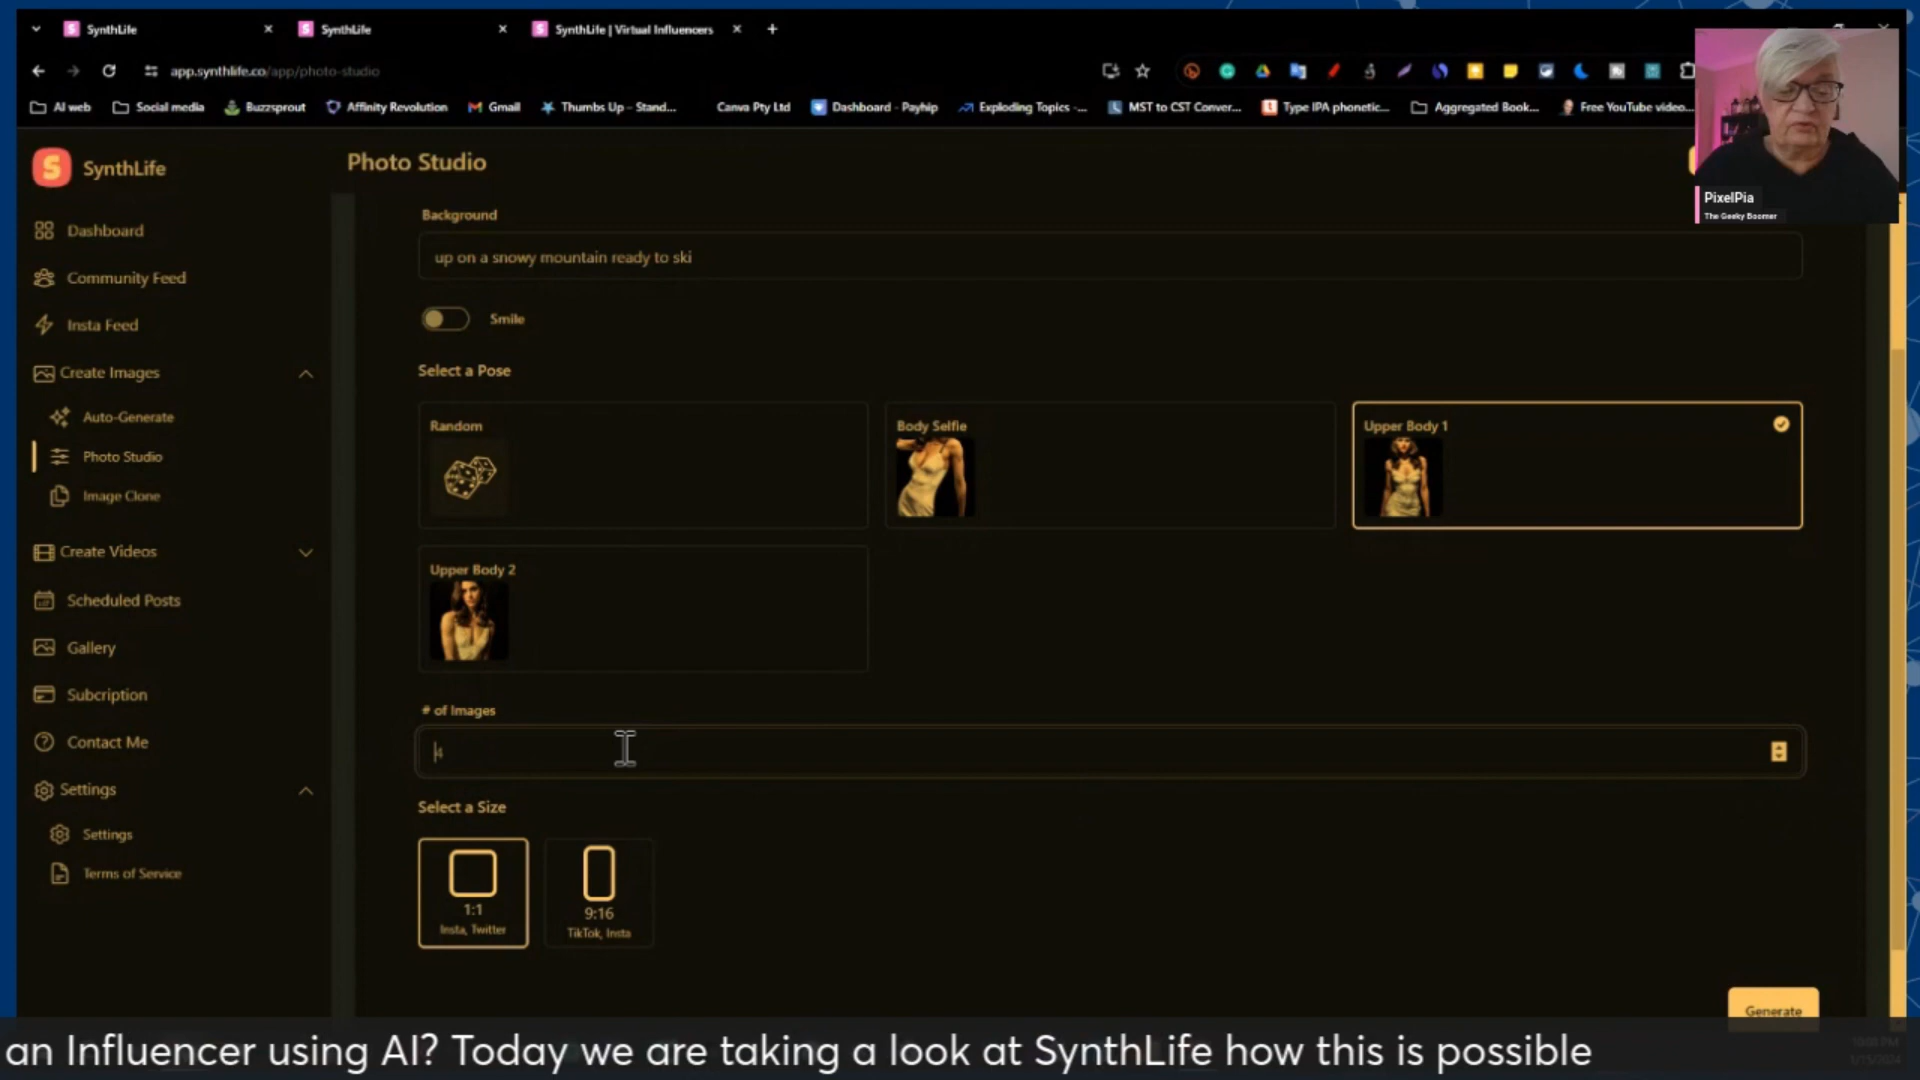 SynthLife
SynthLife
SynthLife | Virtual Influencers
app.synthlife.co/app/photo-studio
AI web
Social media
Buzzsprout
Affinity Revolution
Gmail
Thumbs Up - Stand...
Canva Pty Ltd
Dashboard - Payhip
Exploding Topics -...
MST to CST Conver...
Type IPA phonetic...
Aggregated Book...
Free YouTube video...
PixelPia
The Geeky Boomer
SynthLife
Dashboard
Community Feed
Insta Feed
Create Images
Auto-Generate
Photo Studio
Image Clone
Create Videos
Scheduled Posts
Gallery
Subcription
Contact Me
Settings
Settings
Terms of Service
Photo Studio
Background
up on a snowy mountain ready to ski
Smile
Select a Pose
Random
Body Selfie
Upper Body 1
Upper Body 2
# of Images
4
Select a Size
1:1
Insta, Twitter
9:16
TikTok, Insta
Generate
an Influencer using AI? Today we are taking a look at SynthLife how this is possible